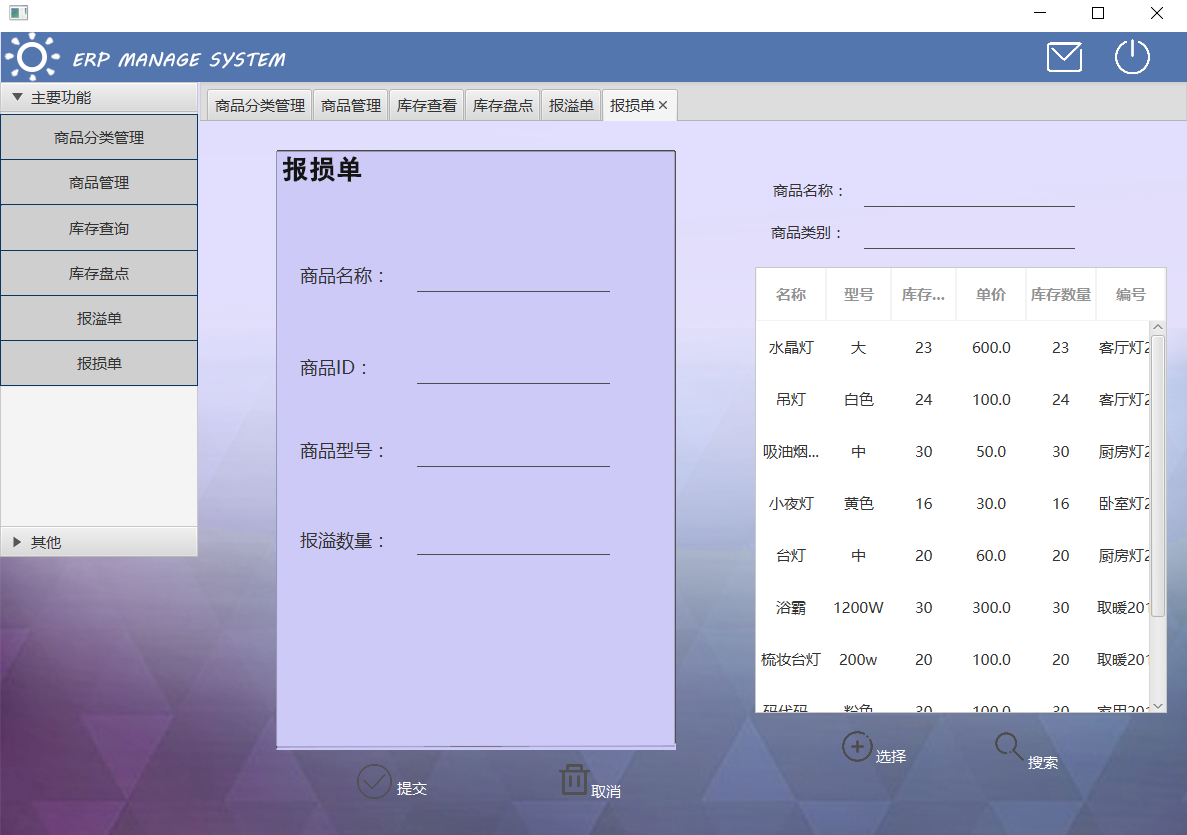 ERP MANAGE SYSTEM
主要功能
商品分类管理
商品管理
库存查询
库存盘点
报溢单
报损单
其他
商品分类管理 商品管理 库存查看 库存盘点 报溢单 报损单
报损单
商品名称：
商品ID：
商品型号：
报溢数量：
提交 取消
商品名称：
商品类别：
名称 型号 库存... 单价 库存数量 编号
水晶灯 大 23 600.0 23 客厅灯2
吊灯 白色 24 100.0 24 客厅灯2
吸油烟... 中 30 50.0 30 厨房灯2
小夜灯 黄色 16 30.0 16 卧室灯2
台灯 中 20 60.0 20 厨房灯2
浴霸 1200W 30 300.0 30 取暖201
梳妆台灯 200w 20 100.0 20 取暖201
码代码 粉色 30 100.0 30 家用201
选择 搜索